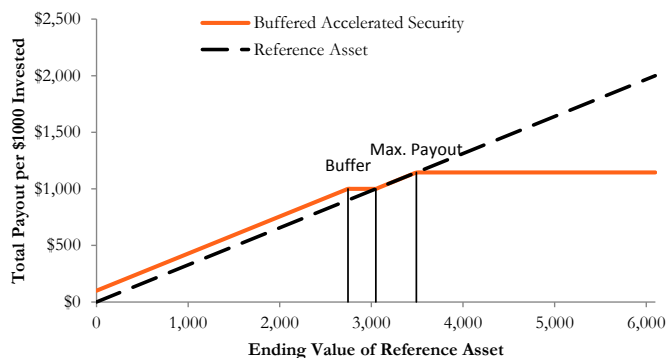 $2,500
Buffered Accelerated Security
Reference Asset
$2,000
$1,500
Max. Payout
Buffer
$1,000
$500
$0
0 1,000 2,000 3,000 4,000 5,000 6,000
Total Payout per $1000 Invested
Ending Value of Reference Asset